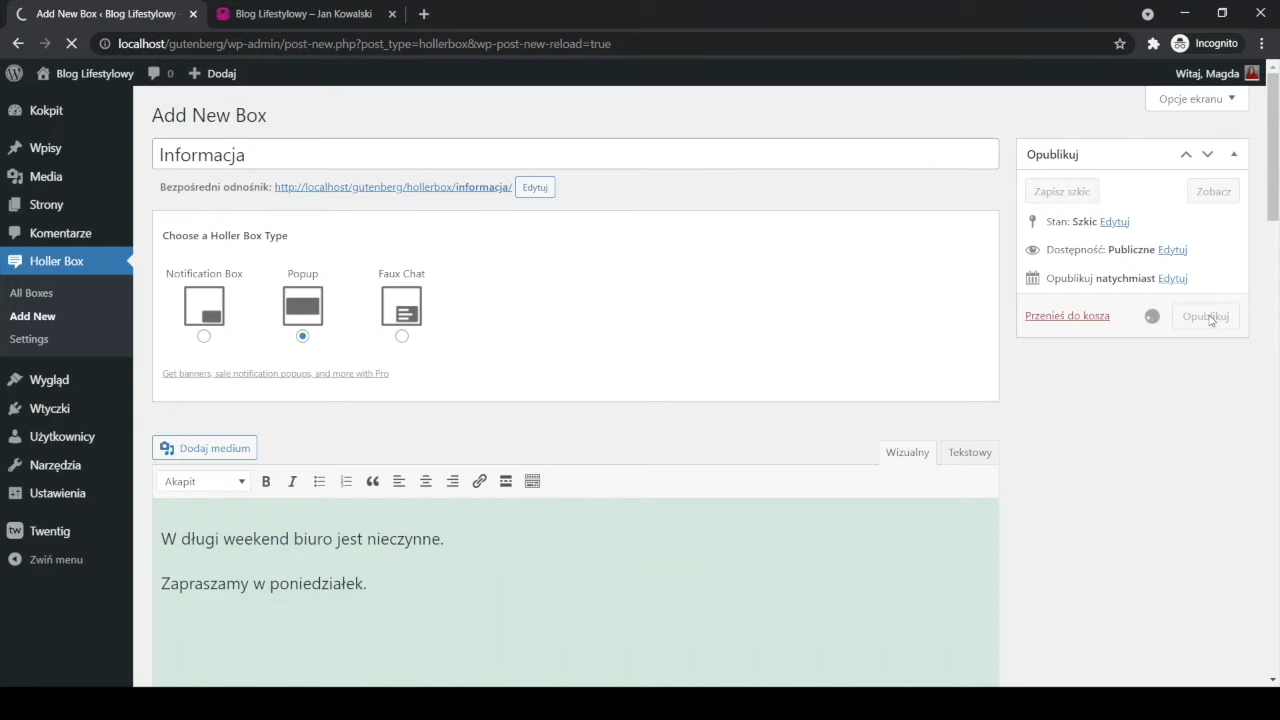 Add New Box ‹ Blog Lifestylowy -
Blog Lifestylowy – Jan Kowalski
localhost/gutenberg/wp-admin/post-new.php?post_type=hollerbox&wp-post-new-reload=true
Incognito
Blog Lifestylowy
0
Dodaj
Witaj, Magda
Kokpit
Wpisy
Media
Strony
Komentarze
Holler Box
All Boxes
Add New
Settings
Wygląd
Wtyczki
Użytkownicy
Narzędzia
Ustawienia
tw Twentig
Zwiń menu
Opcje ekranu
Add New Box
Informacja
Bezpośredni odnośnik: http://localhost/gutenberg/hollerbox/informacja/ Edytuj
Choose a Holler Box Type
Notification Box
Popup
Faux Chat
Get banners, sale notification popups, and more with Pro
Dodaj medium
Wizualny
Tekstowy
Akapit
B
I
W długi weekend biuro jest nieczynne.
Zapraszamy w poniedziałek.
Opublikuj
Zapisz szkic
Zobacz
Stan: Szkic Edytuj
Dostępność: Publiczne Edytuj
Opublikuj natychmiast Edytuj
Przenieś do kosza
Opublikuj